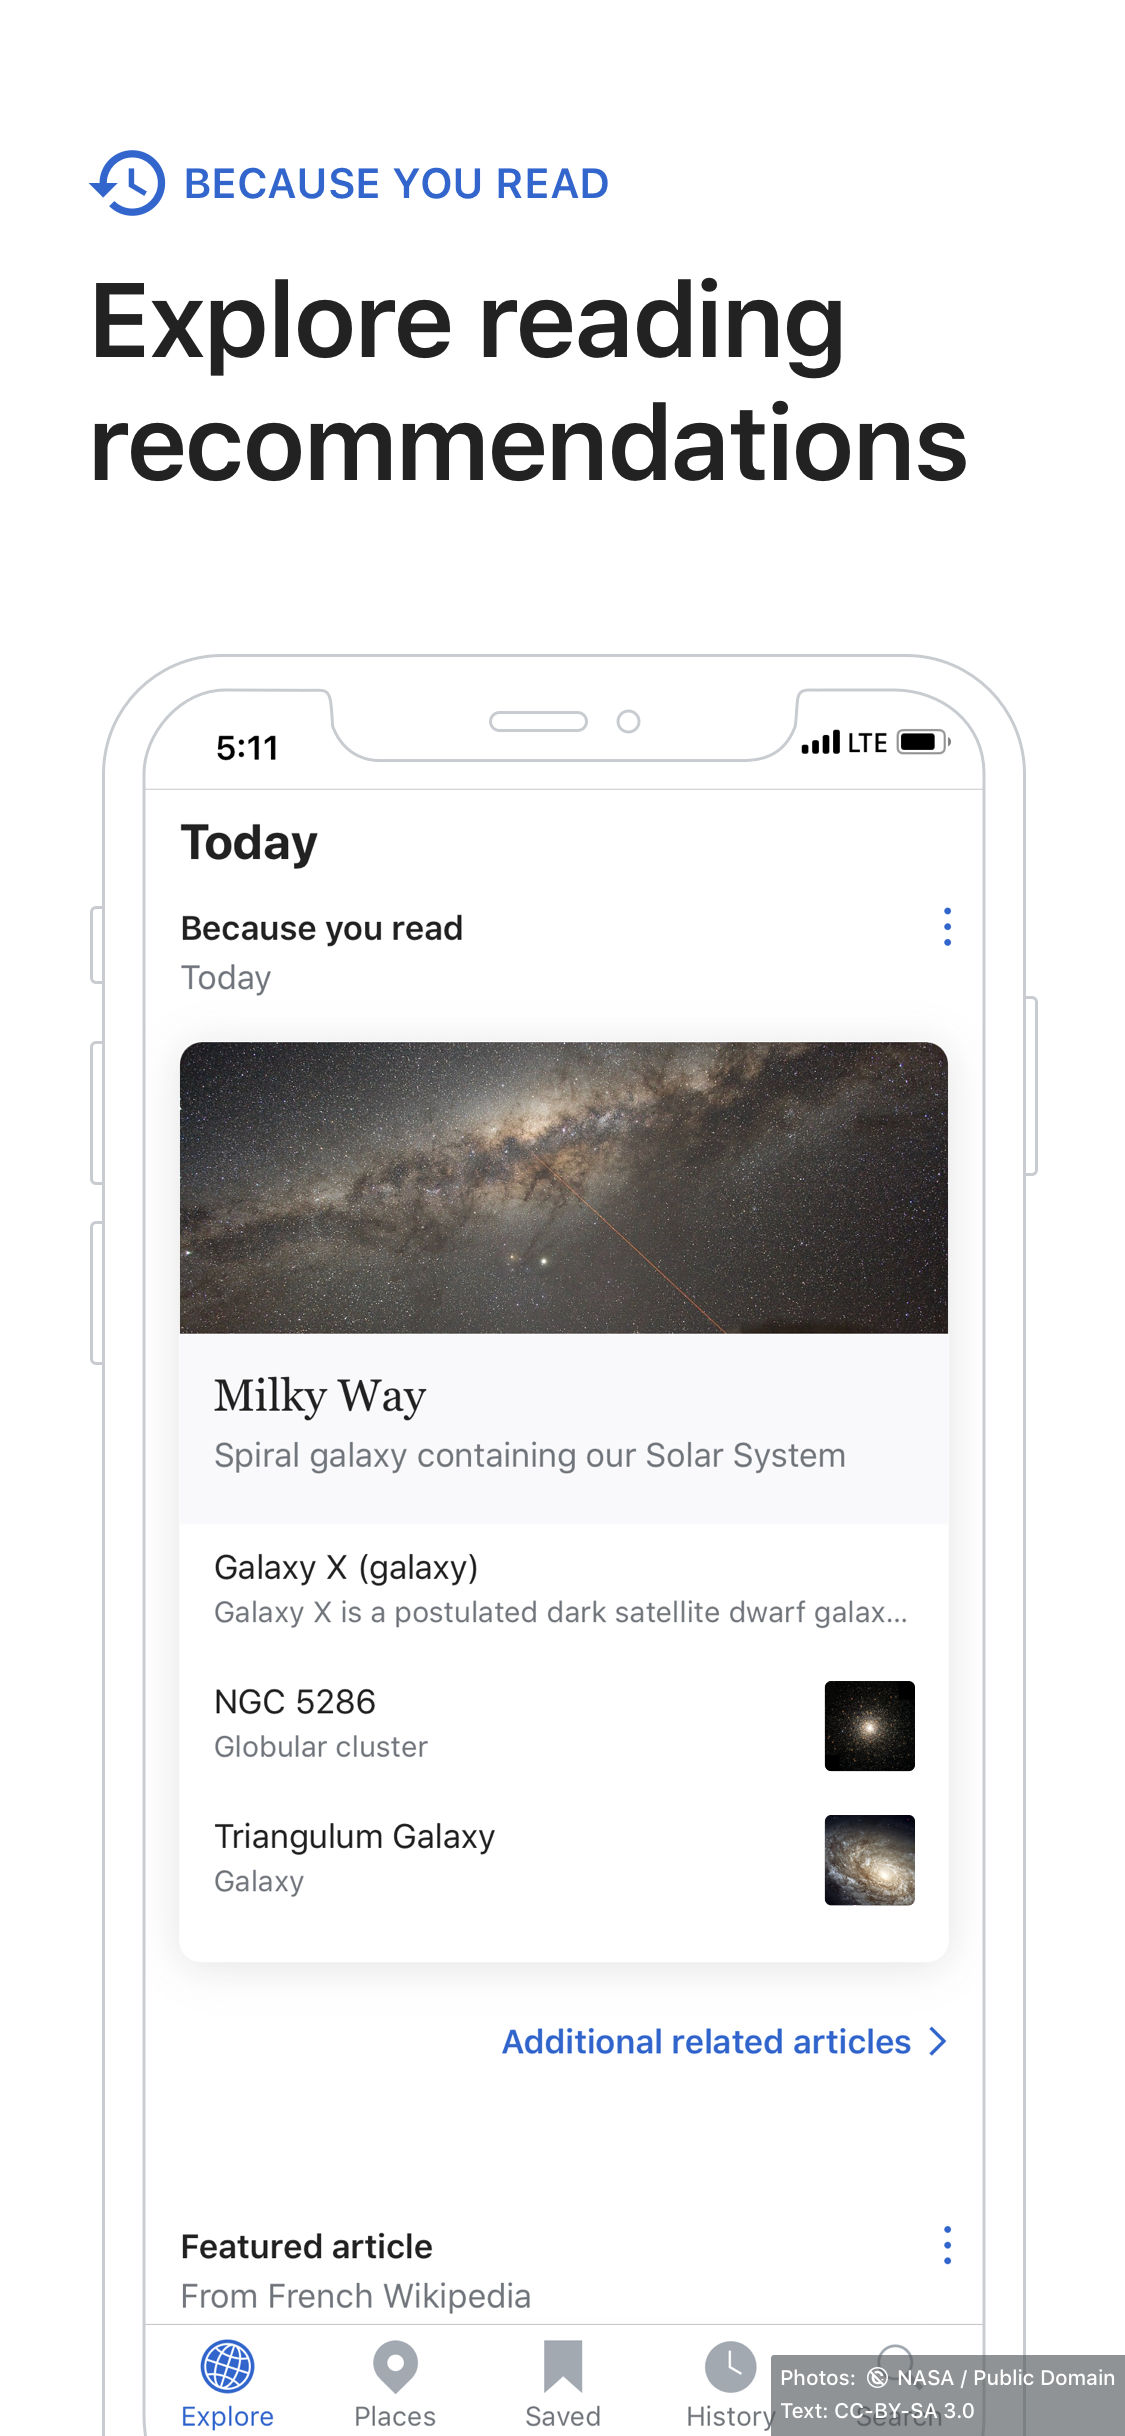 BECAUSE YOU READ
Explore reading
recommendations
5:11
LTE
Today
Because you read
Today
Milky Way
Spiral galaxy containing our Solar System
Galaxy X (galaxy)
Galaxy X is a postulated dark satellite dwarf galax...
NGC 5286
Globular cluster
Triangulum Galaxy
Galaxy
Additional related articles
Featured article
From French Wikipedia
Explore
Places
Saved
History
Search
Photos: NASA / Public Domain
Text: CC-BY-SA 3.0